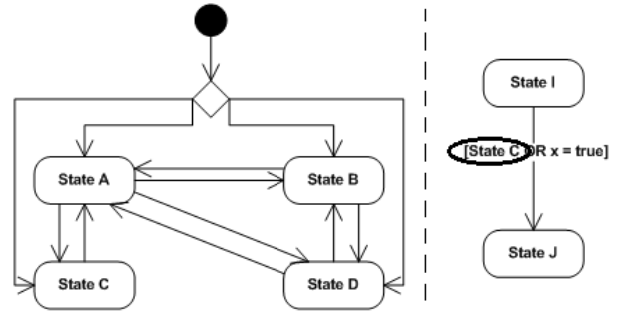 State A
State B
State C
State D
State I
[State C OR x = true]
State J